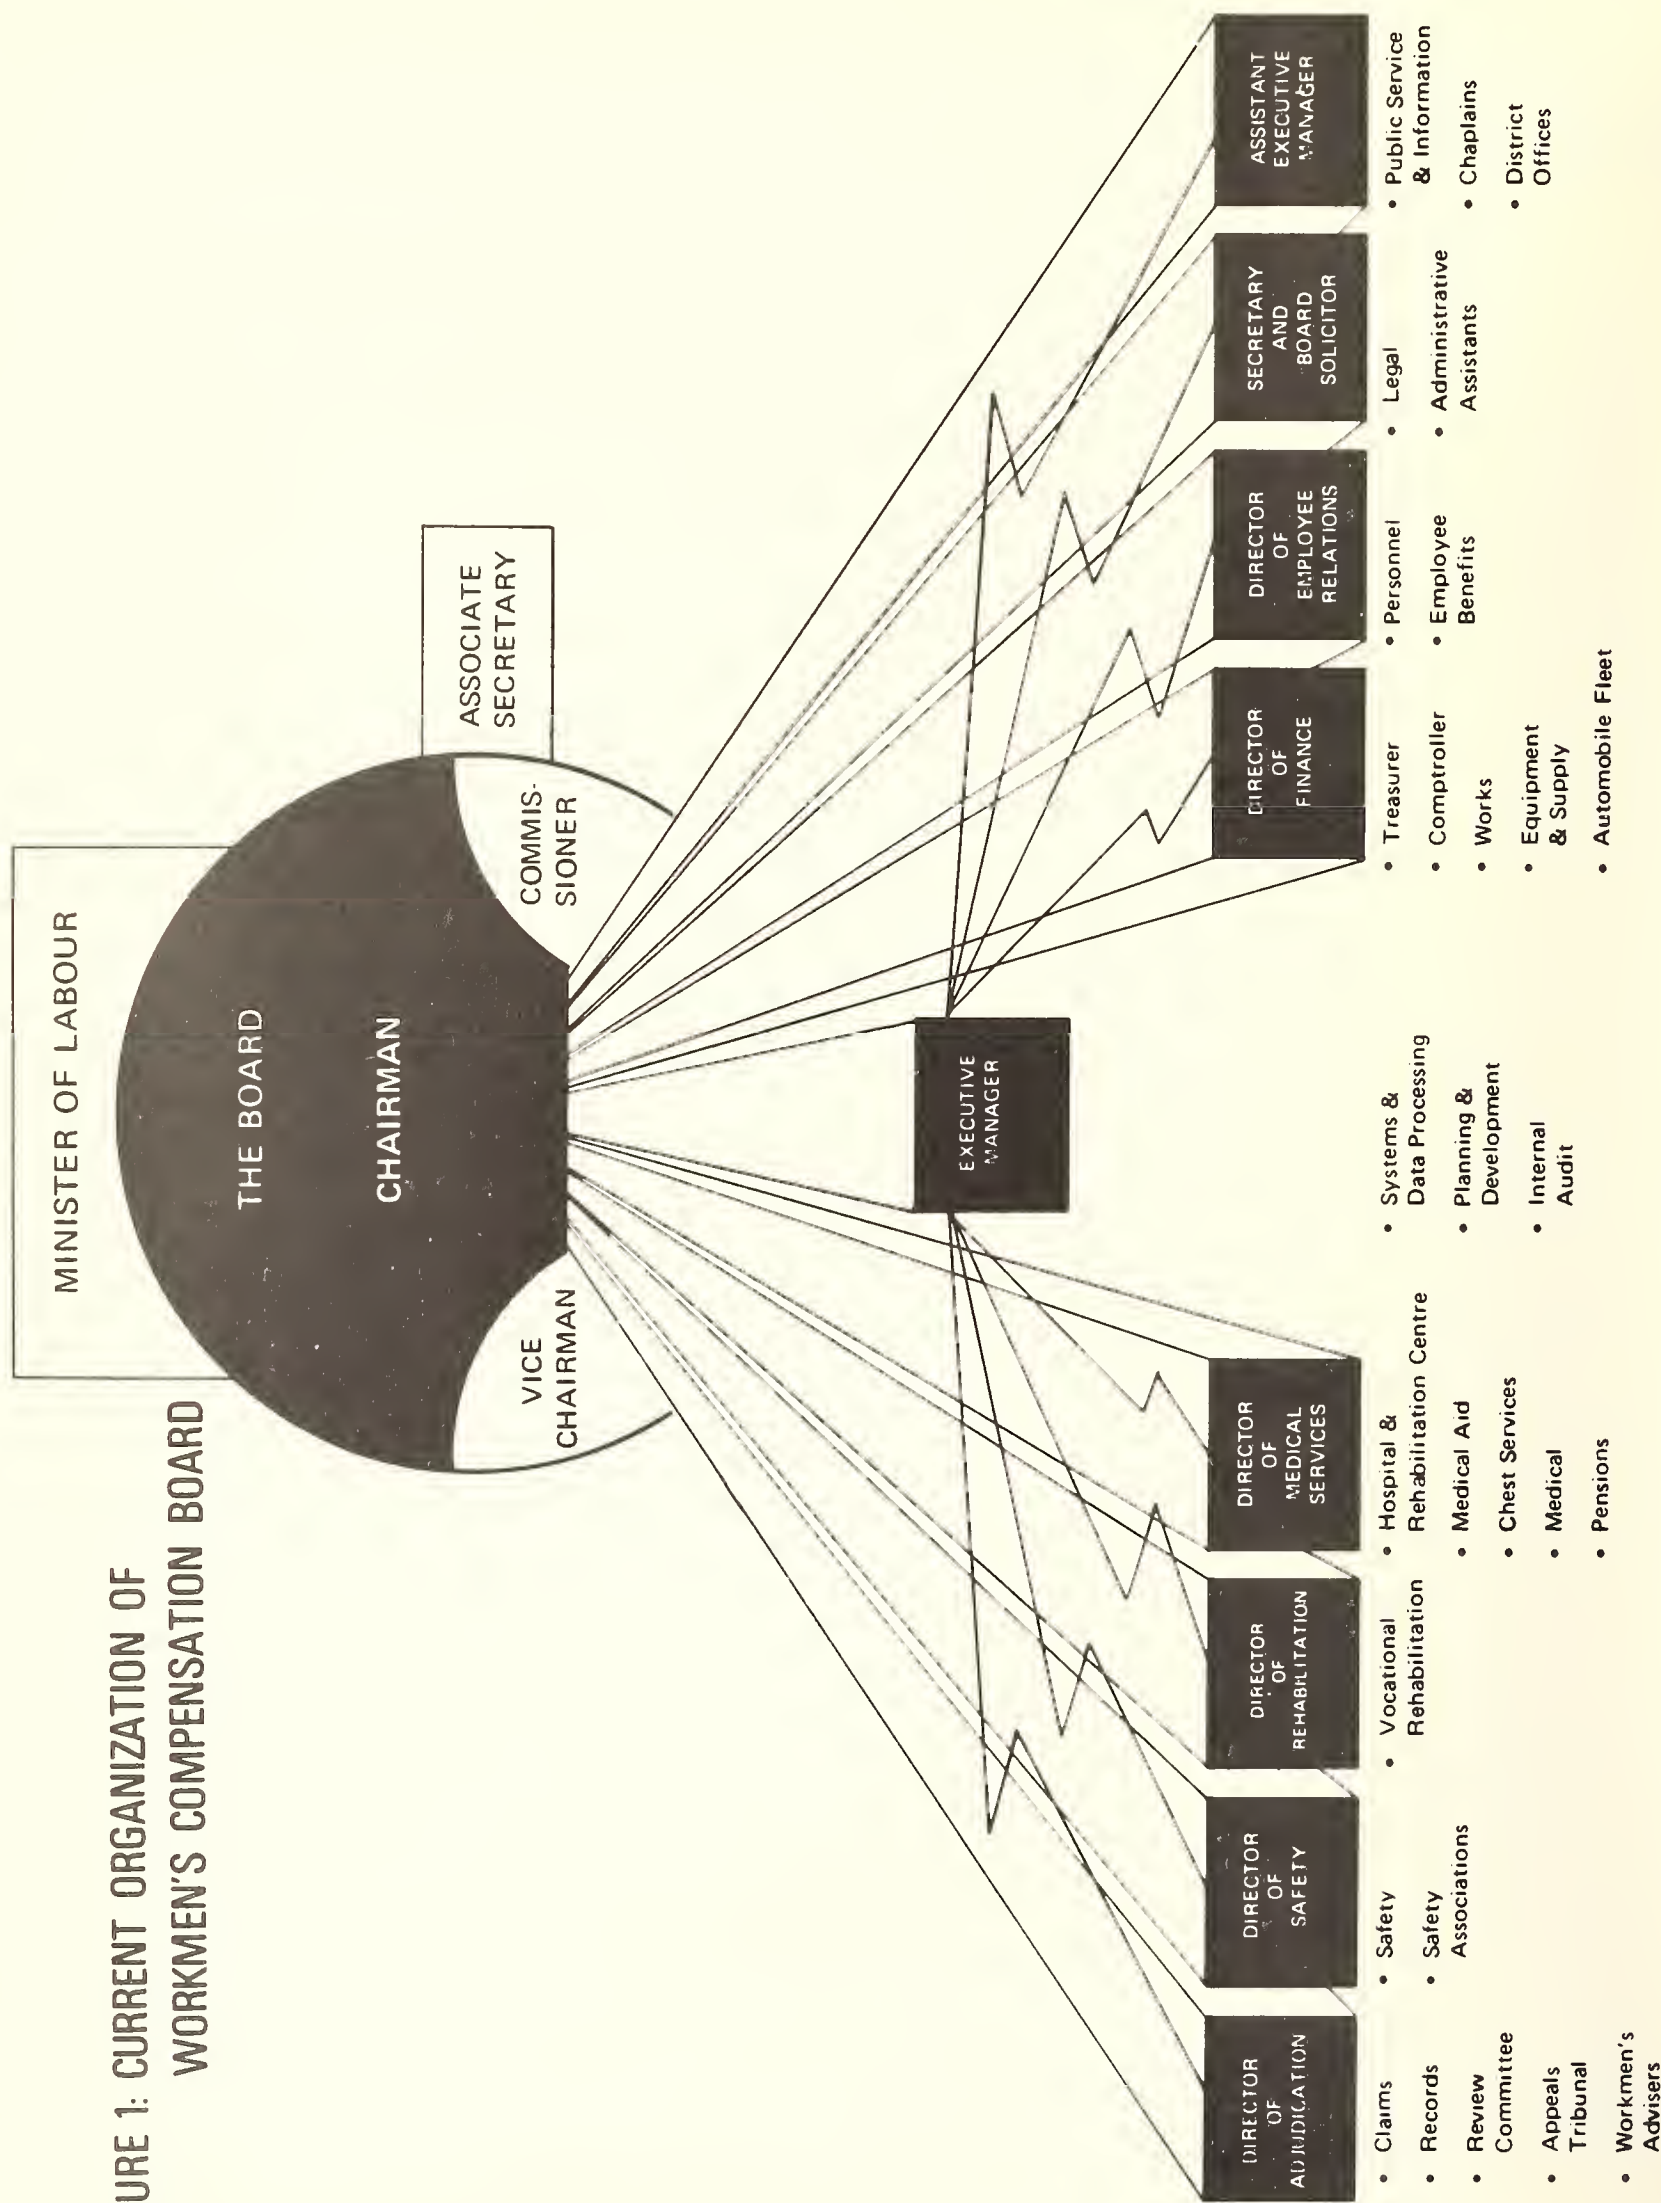 URE 1: CURRENT ORGANIZATION OF
WORKMEN'S COMPENSATION BOARD
MINISTER OF LABOUR
THE BOARD
CHAIRMAN
VICE
CHAIRMAN
COMMIS-
SIONER
ASSOCIATE
SECRETARY
EXECUTIVE
MANAGER
DIRECTOR
OF
ADJUDICATION
• Claims
• Records
• Review
Committee
• Appeals
Tribunal
• Workmen's
Advisers
DIRECTOR
OF
SAFETY
• Safety
• Safety
Associations
DIRECTOR
OF
REHABILITATION
• Vocational
Rehabilitation
DIRECTOR
OF
MEDICAL
SERVICES
• Hospital &
Rehabilitation Centre
• Medical Aid
• Chest Services
• Medical
• Pensions
• Systems &
Data Processing
• Planning &
Development
• Internal
Audit
DIRECTOR
OF
FINANCE
• Treasurer
• Comptroller
• Works
• Equipment
& Supply
• Automobile Fleet
DIRECTOR
OF
EMPLOYEE
RELATIONS
• Personnel
• Employee
Benefits
SECRETARY
AND
BOARD
SOLICITOR
• Legal
• Administrative
Assistants
ASSISTANT
EXECUTIVE
MANAGER
• Public Service
& Information
• Chaplains
• District
Offices